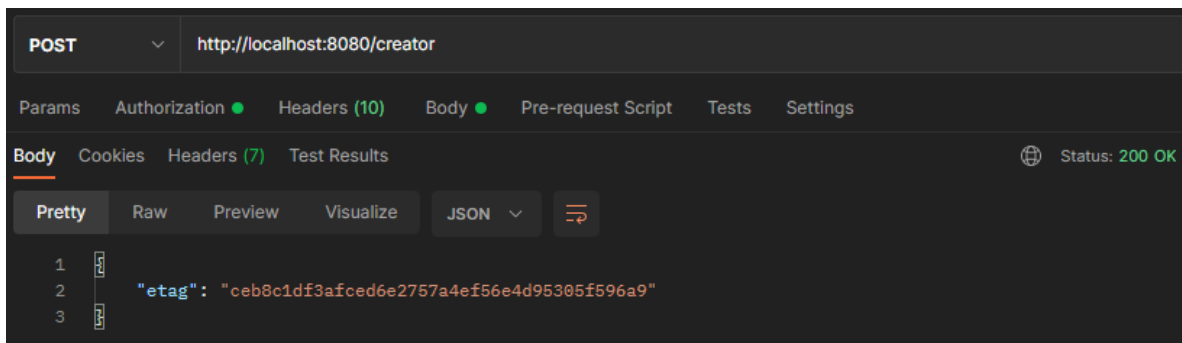 POST http://localhost:8080/creator
Params Authorization Headers (10) Body Pre-request Script Tests Settings
Body Cookies Headers (7) Test Results Status: 200 OK
Pretty Raw Preview Visualize JSON
1 {
2 "etag": "ceb8c1df3afced6e2757a4ef56e4d95305f596a9"
3 }